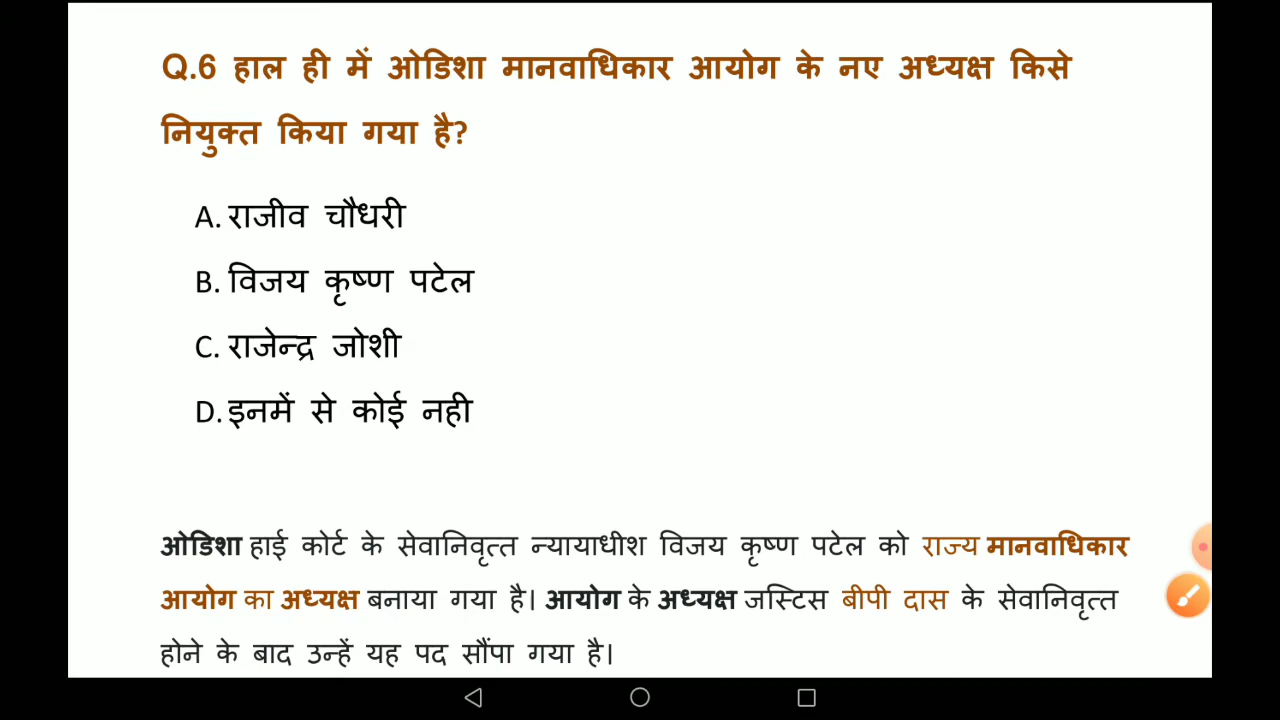 Q.6 हाल ही में ओडिशा मानवाधिकार आयोग के नए अध्यक्ष किसे
नियुक्त किया गया है?
A. राजीव चौधरी
B. विजय कृष्ण पटेल
C. राजेन्द्र जोशी
D. इनमें से कोई नही
ओडिशा हाई कोर्ट के सेवानिवृत्त न्यायाधीश विजय कृष्ण पटेल को राज्य मानवाधिकार
आयोग का अध्यक्ष बनाया गया है। आयोग के अध्यक्ष जस्टिस बीपी दास के सेवानिवृत्त
होने के बाद उन्हें यह पद सौंपा गया है।